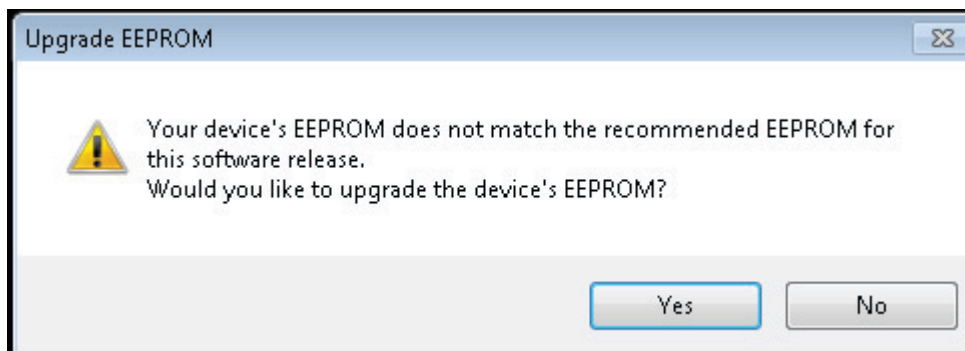 Upgrade EEPROM
Your device's EEPROM does not match the recommended EEPROM for
this software release.
Would you like to upgrade the device's EEPROM?
Yes
No